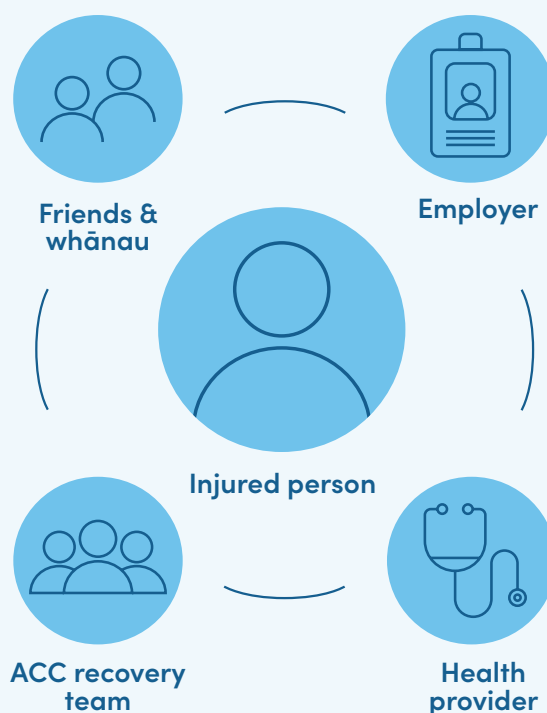 Friends &
whānau
Employer
Injured person
ACC recovery
team
Health
provider